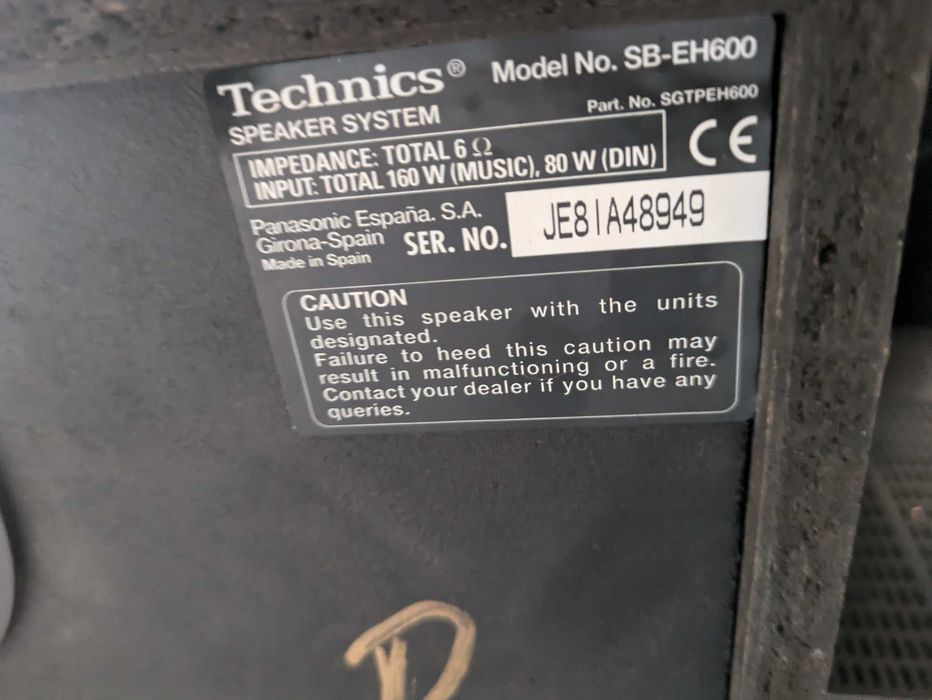 Technics® Model No. SB-EH600
SPEAKER SYSTEM Part. No. SGTPEH600
IMPEDANCE: TOTAL 6 Ω
INPUT: TOTAL 160 W (MUSIC), 80 W (DIN)
CE
Panasonic España. S.A.
Girona-Spain SER. NO. JE81A48949
Made in Spain
CAUTION
Use this speaker with the units
designated.
Failure to heed this caution may
result in malfunctioning or a fire.
Contact your dealer if you have any
queries.
D